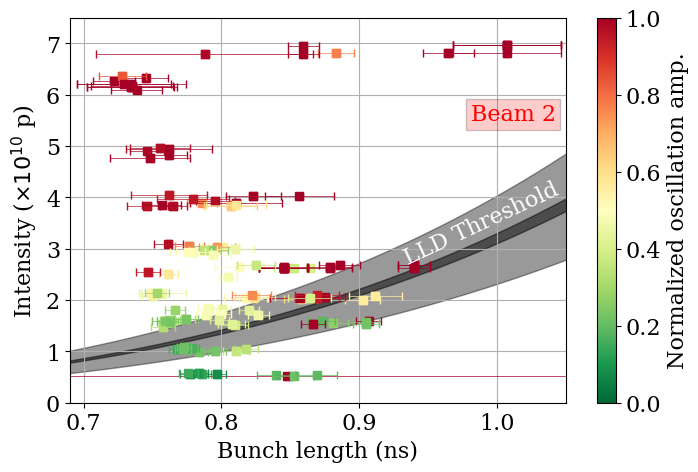 7
6
5
4
3
2
1
0
0.7 0.8 0.9 1.0
Bunch length (ns)
Intensity (×10¹⁰ p)
Beam 2
LLD Threshold
1.0
0.8
0.6
0.4
0.2
0.0
Normalized oscillation amp.